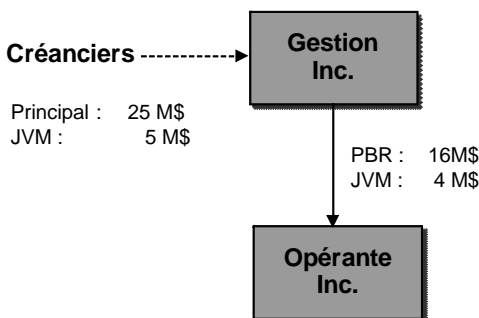 Gestion
Inc.
Créanciers
Principal : 25 M$
JVM : 5 M$
PBR : 16M$
JVM : 4 M$
Opérante
Inc.